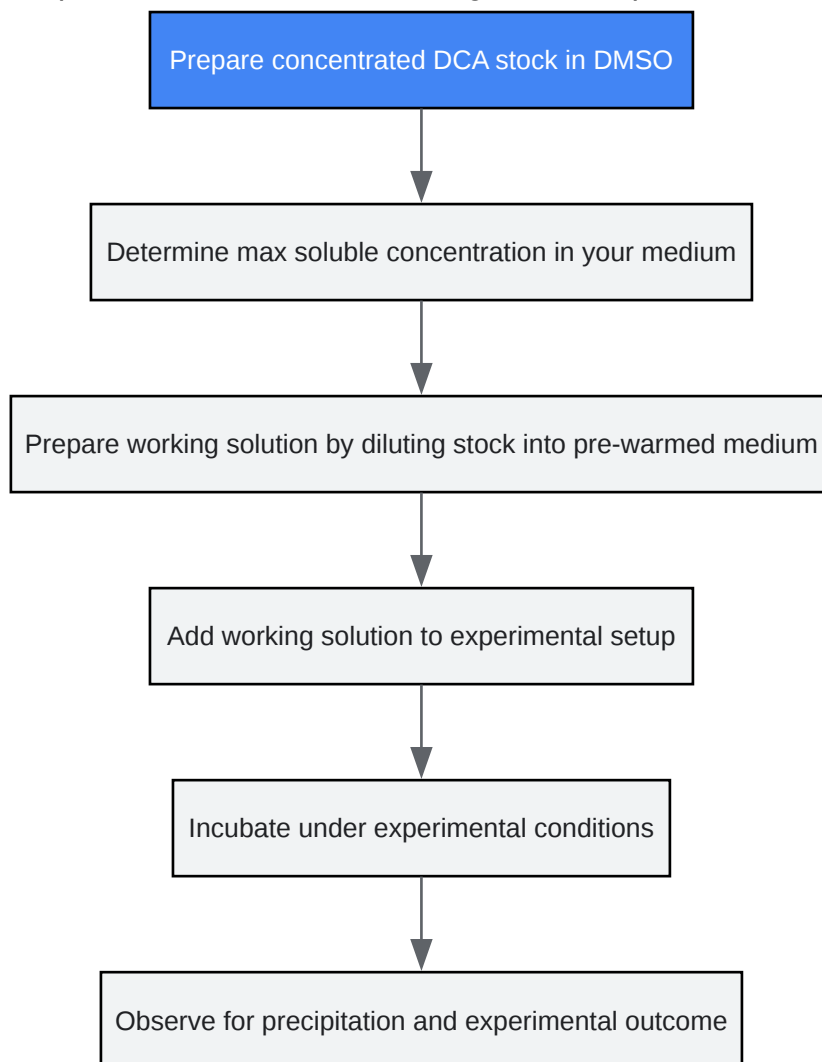 Prepare concentrated DCA stock in DMSO
Determine max soluble concentration in your medium
Prepare working solution by diluting stock into pre-warmed medium
Add working solution to experimental setup
Incubate under experimental conditions
Observe for precipitation and experimental outcome